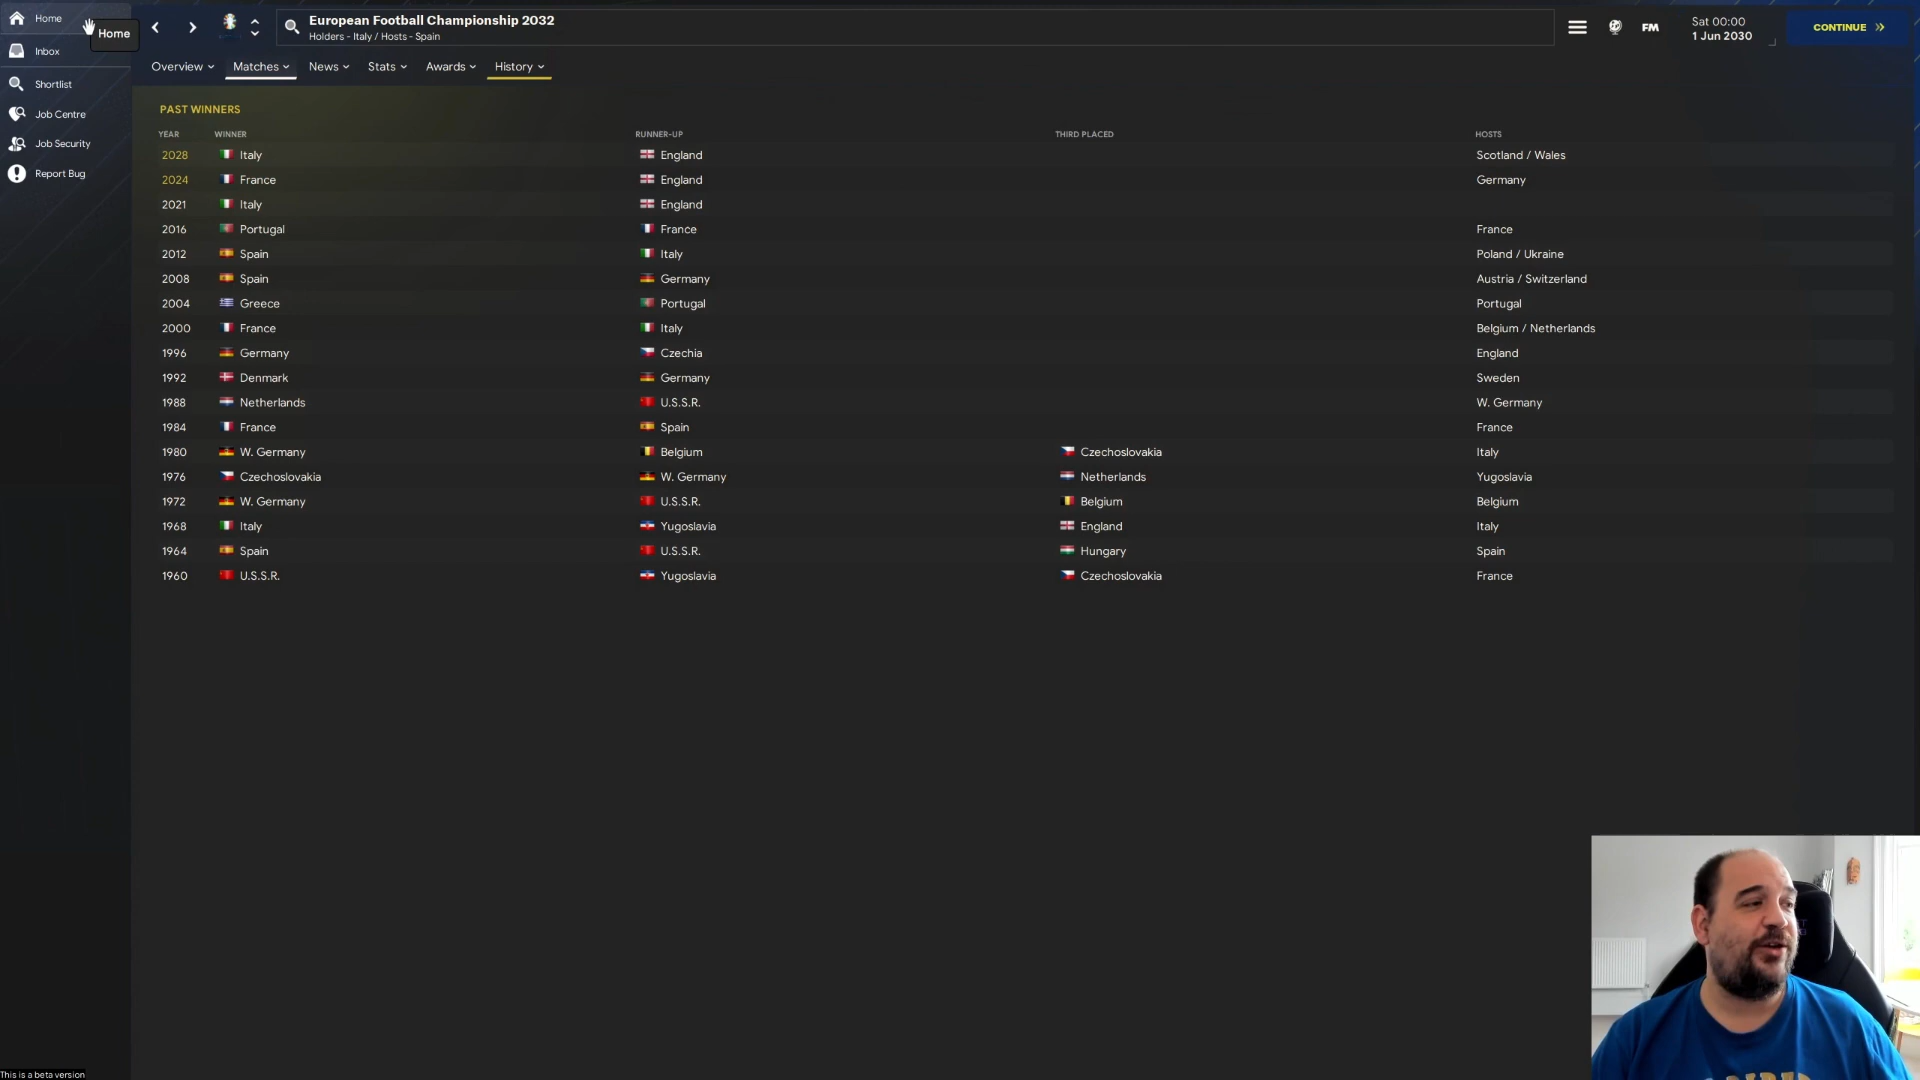 Home
Home
Inbox
Shortlist
Job Centre
Job Security
Report Bug
European Football Championship 2032
Holders - Italy / Hosts - Spain
FM
Sat 00:00
1 Jun 2030
CONTINUE
Overview Matches News Stats Awards History
PAST WINNERS
YEAR WINNER RUNNER-UP THIRD PLACED HOSTS
2028 Italy England Scotland / Wales
2024 France England Germany
2021 Italy England
2016 Portugal France France
2012 Spain Italy Poland / Ukraine
2008 Spain Germany Austria / Switzerland
2004 Greece Portugal Portugal
2000 France Italy Belgium / Netherlands
1996 Germany Czechia England
1992 Denmark Germany Sweden
1988 Netherlands U.S.S.R. W. Germany
1984 France Spain France
1980 W. Germany Belgium Czechoslovakia Italy
1976 Czechoslovakia W. Germany Netherlands Yugoslavia
1972 W. Germany U.S.S.R. Belgium Belgium
1968 Italy Yugoslavia England Italy
1964 Spain U.S.S.R. Hungary Spain
1960 U.S.S.R. Yugoslavia Czechoslovakia France
This is a beta version